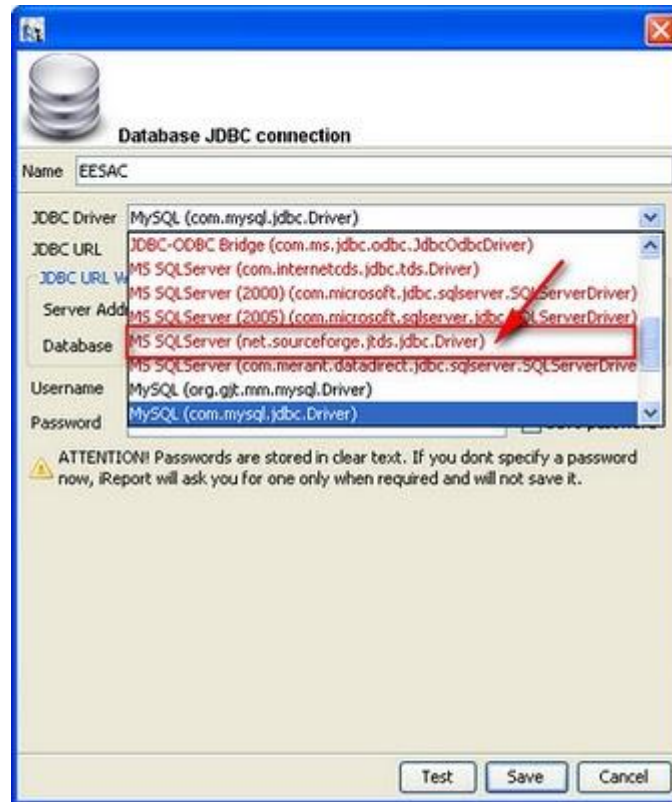 Database JDBC connection
Name EESAC
JDBC Driver MySQL (com.mysql.jdbc.Driver)
JDBC URL
JDBC-ODBC Bridge (com.ms.jdbc.odbc.JdbcOdbcDriver)
MS SQLServer (com.internetcds.jdbc.tds.Driver)
JDBC URL W
MS SQLServer (2000) (com.microsoft.jdbc.sqlserver.SQLServerDriver)
Server Add
MS SQLServer (2005) (com.microsoft.sqlserver.jdbc.SQLServerDriver)
Database
MS SQLServer (net.sourceforge.jtds.jdbc.Driver)
MS SQLServer (com.merant.datadirect.jdbc.sqlserver.SQLServerDrive
Username
MySQL (org.gjt.mm.mysql.Driver)
Password
MySQL (com.mysql.jdbc.Driver)
ATTENTION! Passwords are stored in clear text. If you dont specify a password
now, iReport will ask you for one only when required and will not save it.
Test Save Cancel